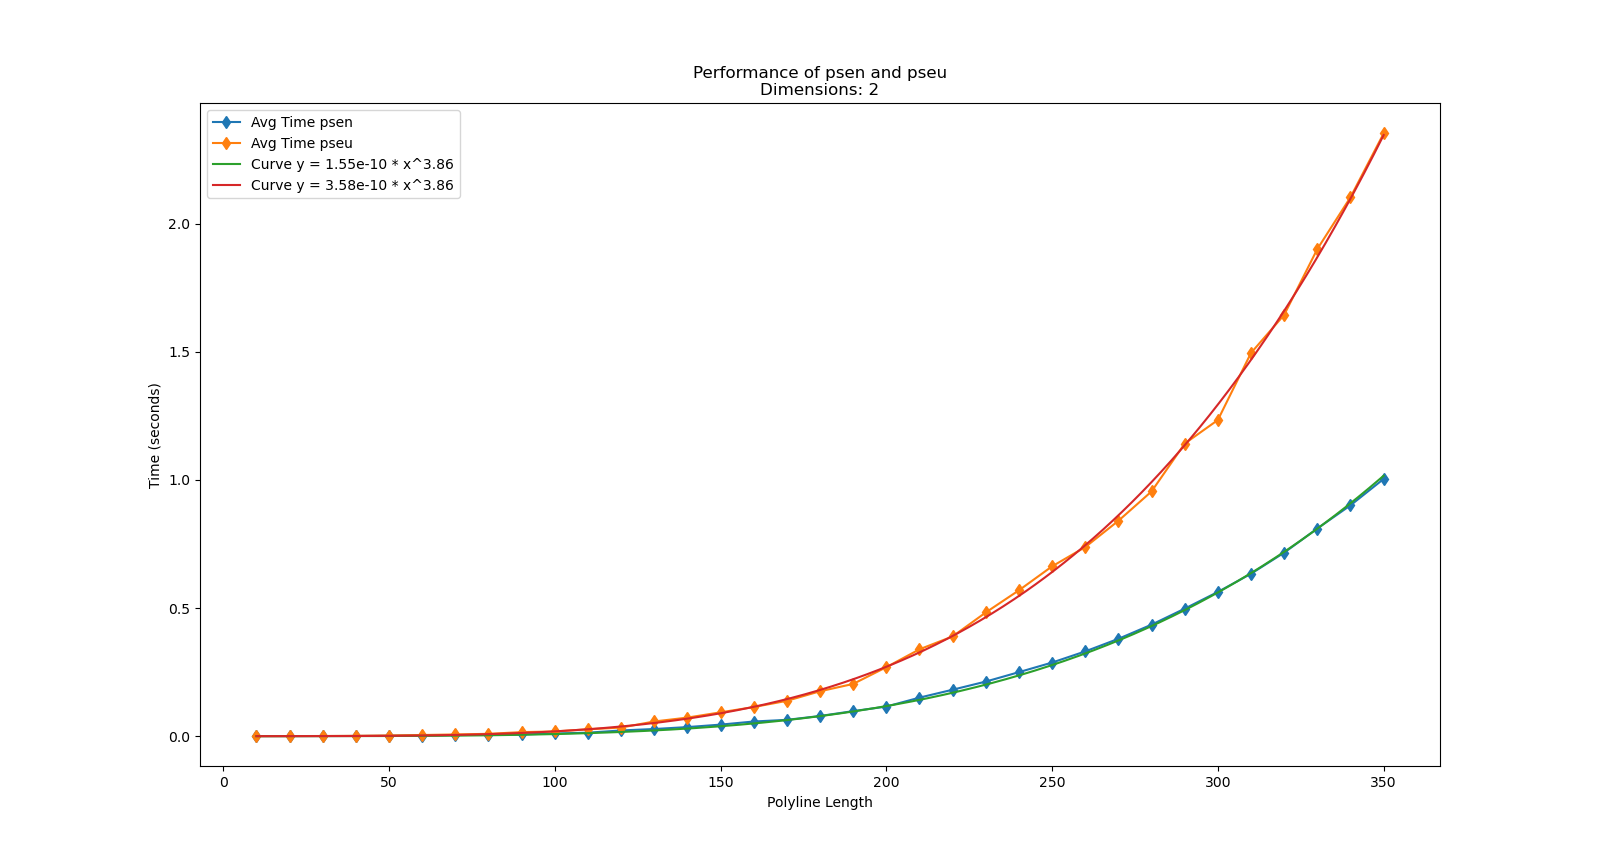 Performance of psen and pseu
Dimensions: 2
Avg Time psen
Avg Time pseu
Curve y = 1.55e-10 * x^3.86
Curve y = 3.58e-10 * x^3.86
Time (seconds)
2.0
1.5
1.0
0.5
0.0
0 50 100 150 200 250 300 350
Polyline Length